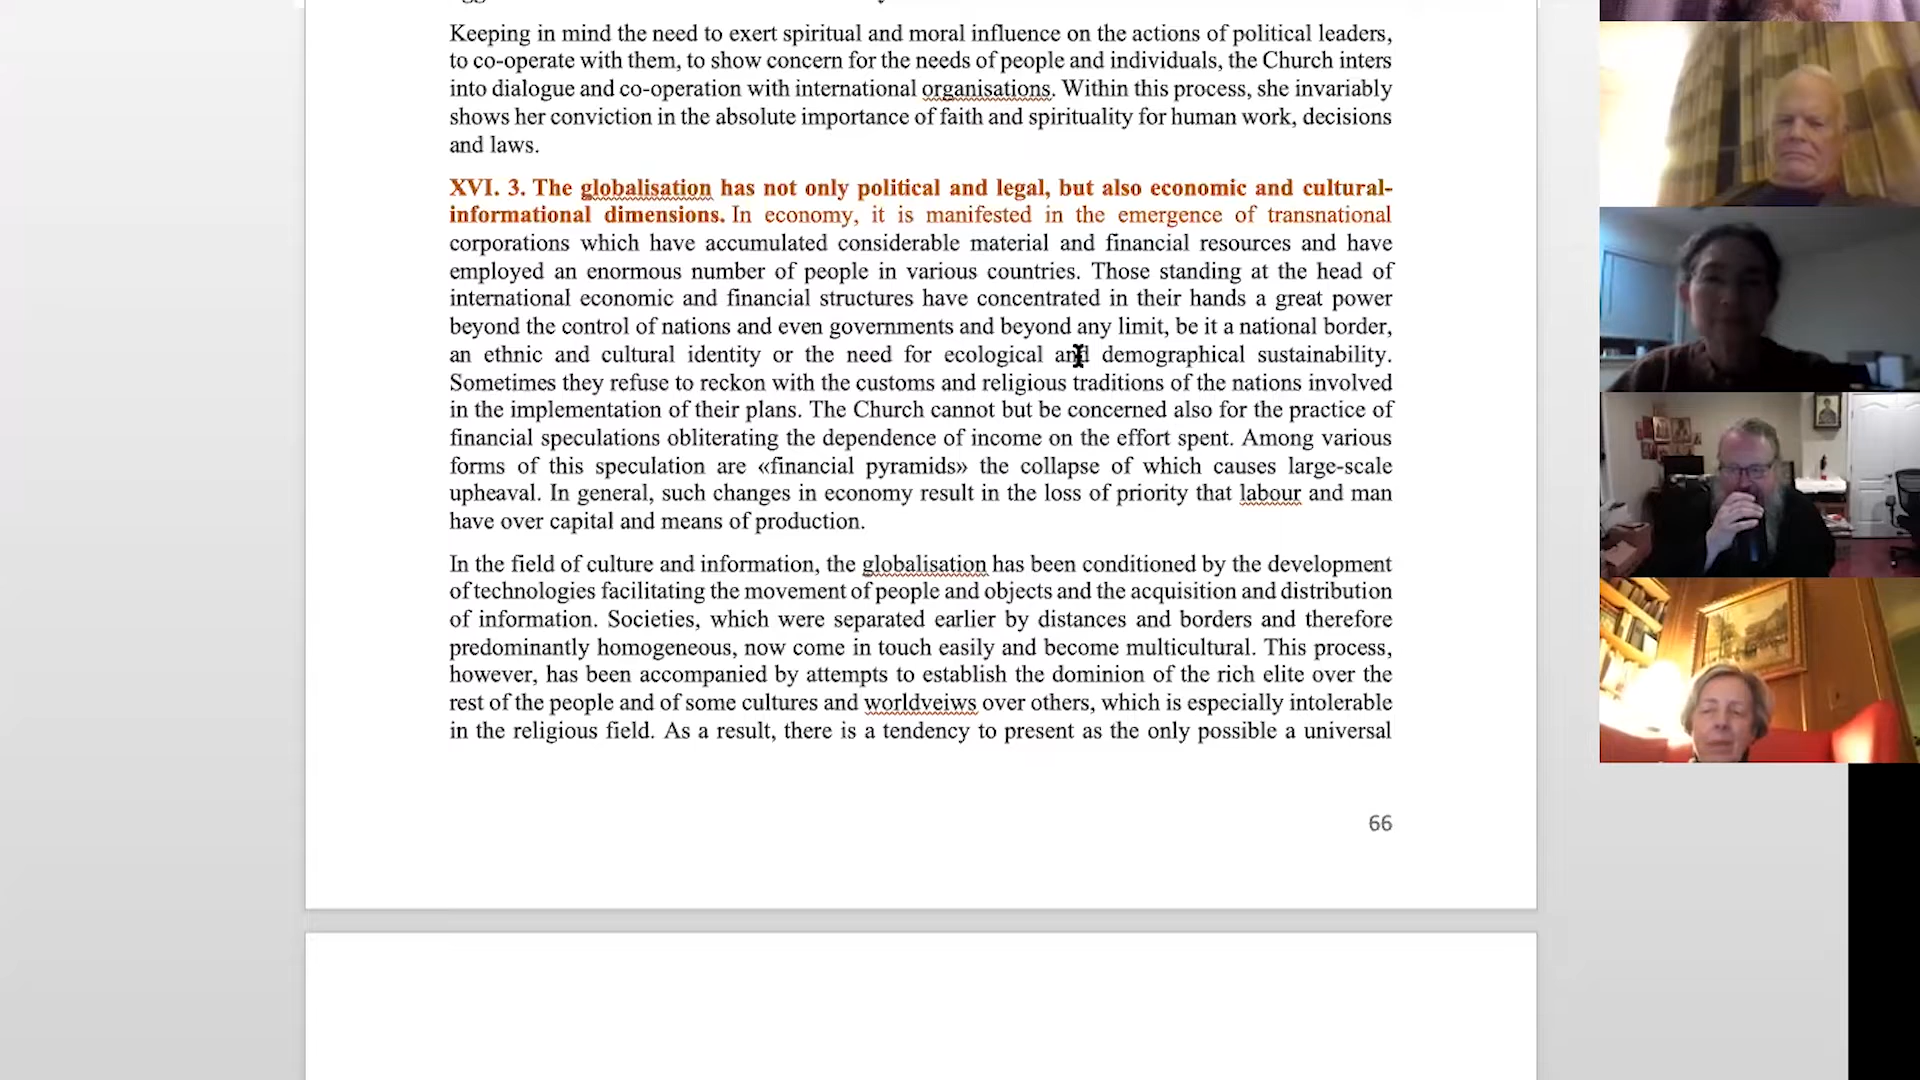 Keeping in mind the need to exert spiritual and moral influence on the actions of political leaders,
to co-operate with them, to show concern for the needs of people and individuals, the Church inters
into dialogue and co-operation with international organisations. Within this process, she invariably
shows her conviction in the absolute importance of faith and spirituality for human work, decisions
and laws.
XVI. 3. The globalisation has not only political and legal, but also economic and cultural-
informational dimensions. In economy, it is manifested in the emergence of transnational
corporations which have accumulated considerable material and financial resources and have
employed an enormous number of people in various countries. Those standing at the head of
international economic and financial structures have concentrated in their hands a great power
beyond the control of nations and even governments and beyond any limit, be it a national border,
an ethnic and cultural identity or the need for ecological and demographical sustainability.
Sometimes they refuse to reckon with the customs and religious traditions of the nations involved
in the implementation of their plans. The Church cannot but be concerned also for the practice of
financial speculations obliterating the dependence of income on the effort spent. Among various
forms of this speculation are «financial pyramids» the collapse of which causes large-scale
upheaval. In general, such changes in economy result in the loss of priority that labour and man
have over capital and means of production.
In the field of culture and information, the globalisation has been conditioned by the development
of technologies facilitating the movement of people and objects and the acquisition and distribution
of information. Societies, which were separated earlier by distances and borders and therefore
predominantly homogeneous, now come in touch easily and become multicultural. This process,
however, has been accompanied by attempts to establish the dominion of the rich elite over the
rest of the people and of some cultures and worldveiws over others, which is especially intolerable
in the religious field. As a result, there is a tendency to present as the only possible a universal
66